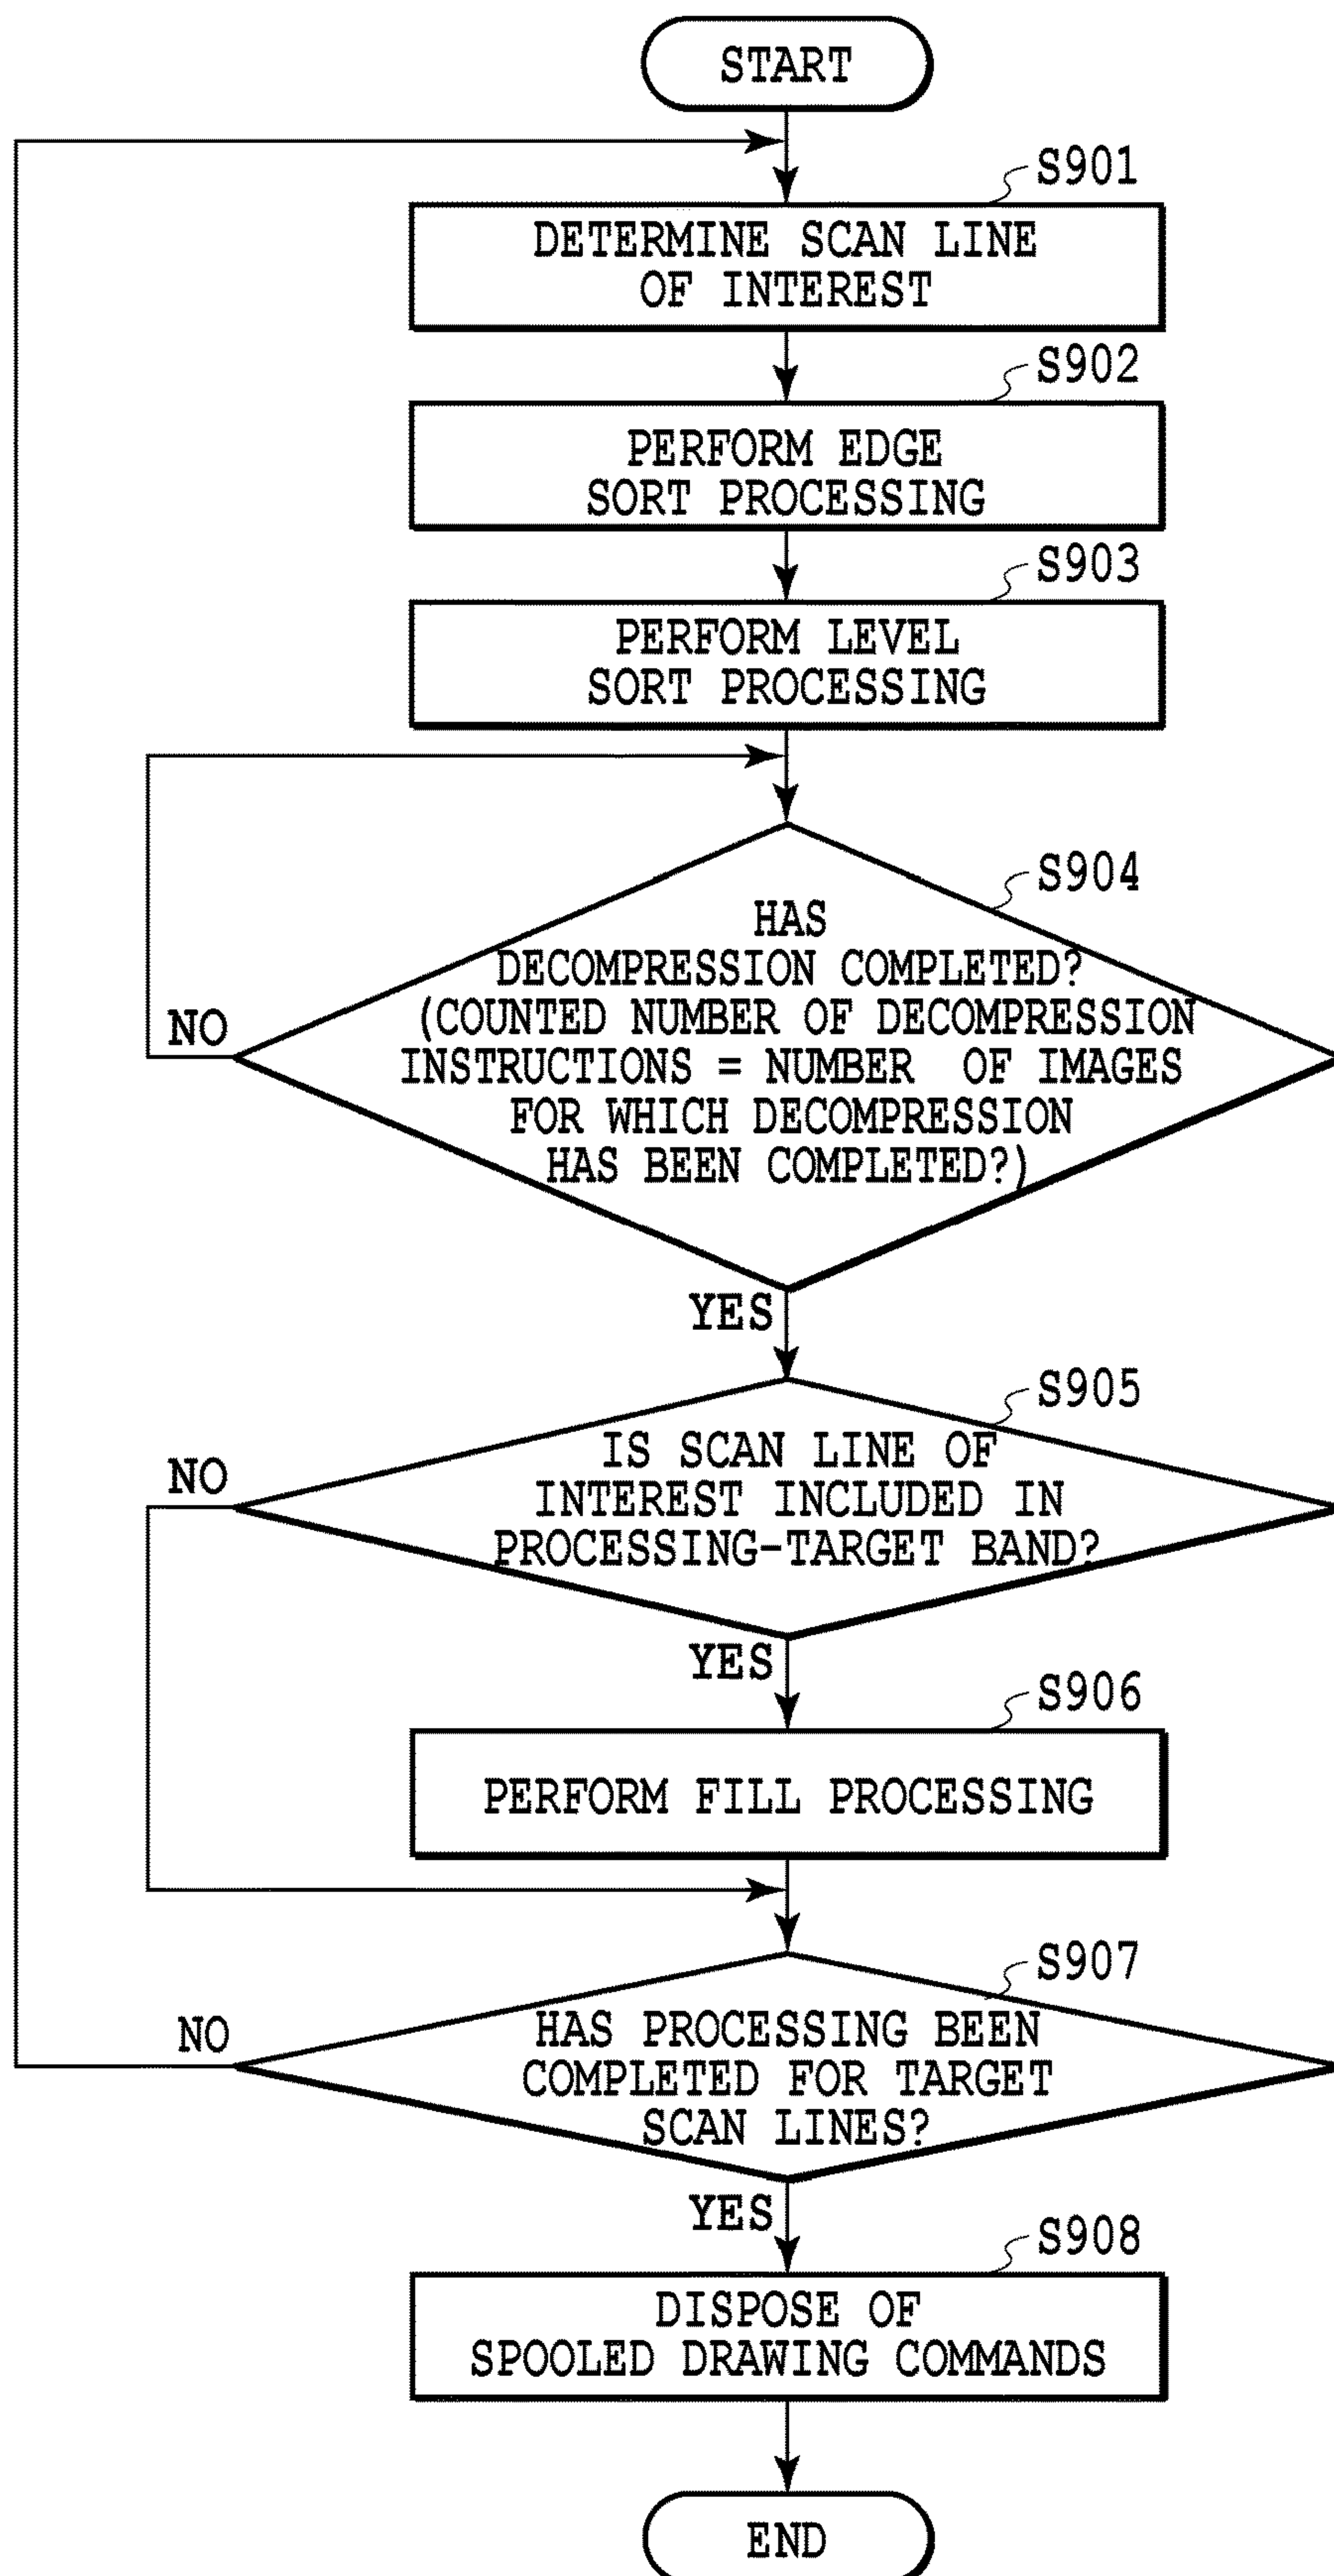 START
S901
DETERMINE SCAN LINE
OF INTEREST
S902
PERFORM EDGE
SORT PROCESSING
S903
PERFORM LEVEL
SORT PROCESSING
S904
HAS
DECOMPRESSION COMPLETED?
(COUNTED NUMBER OF DECOMPRESSION
INSTRUCTIONS = NUMBER OF IMAGES
FOR WHICH DECOMPRESSION
HAS BEEN COMPLETED?)
NO
YES
S905
IS SCAN LINE OF
INTEREST INCLUDED IN
PROCESSING-TARGET BAND?
NO
YES
S906
PERFORM FILL PROCESSING
S907
HAS PROCESSING BEEN
COMPLETED FOR TARGET
SCAN LINES?
NO
YES
S908
DISPOSE OF
SPOOLED DRAWING COMMANDS
END